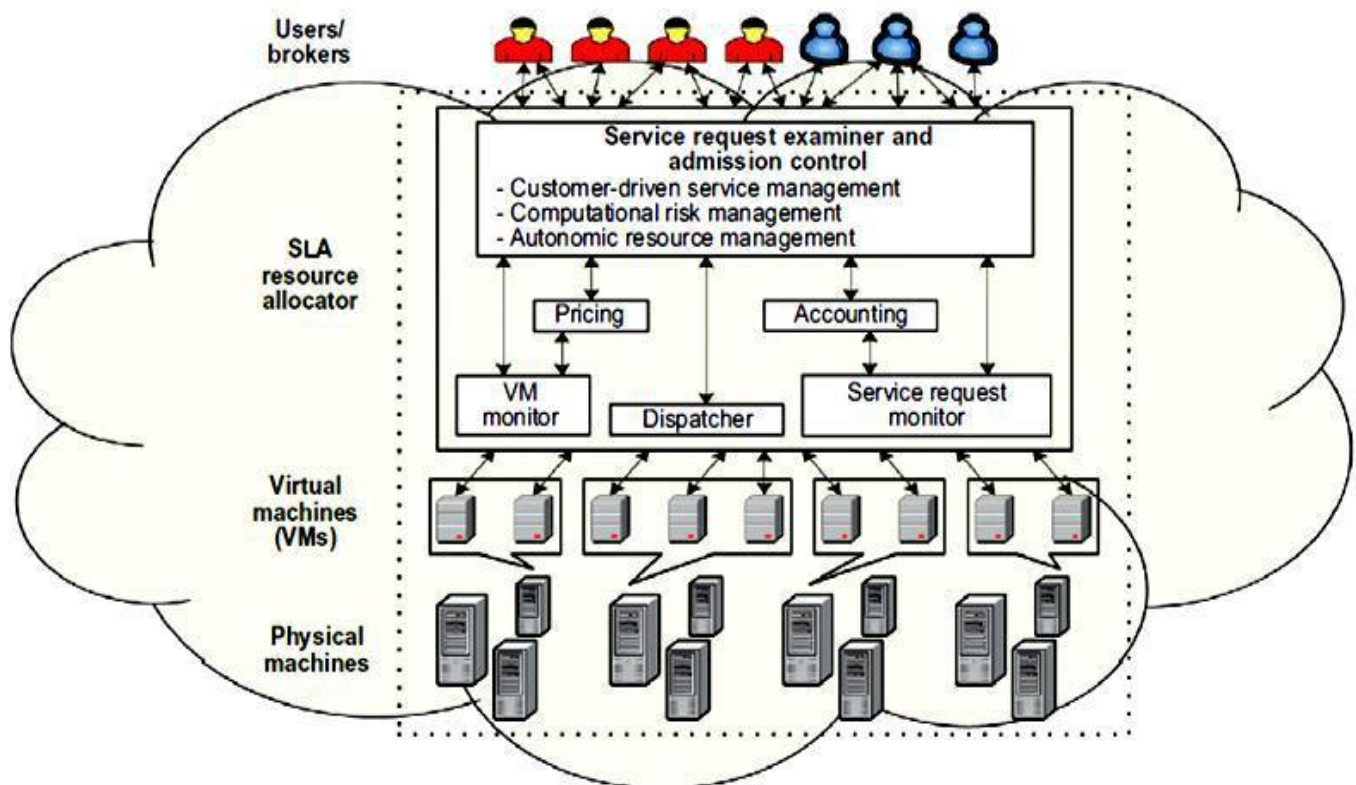 Users/
brokers
Service request examiner and
admission control
- Customer-driven service management
- Computational risk management
- Autonomic resource management
SLA
resource
allocator
Pricing
Accounting
VM
monitor
Dispatcher
Service request
monitor
Virtual
machines
(VMs)
Physical
machines